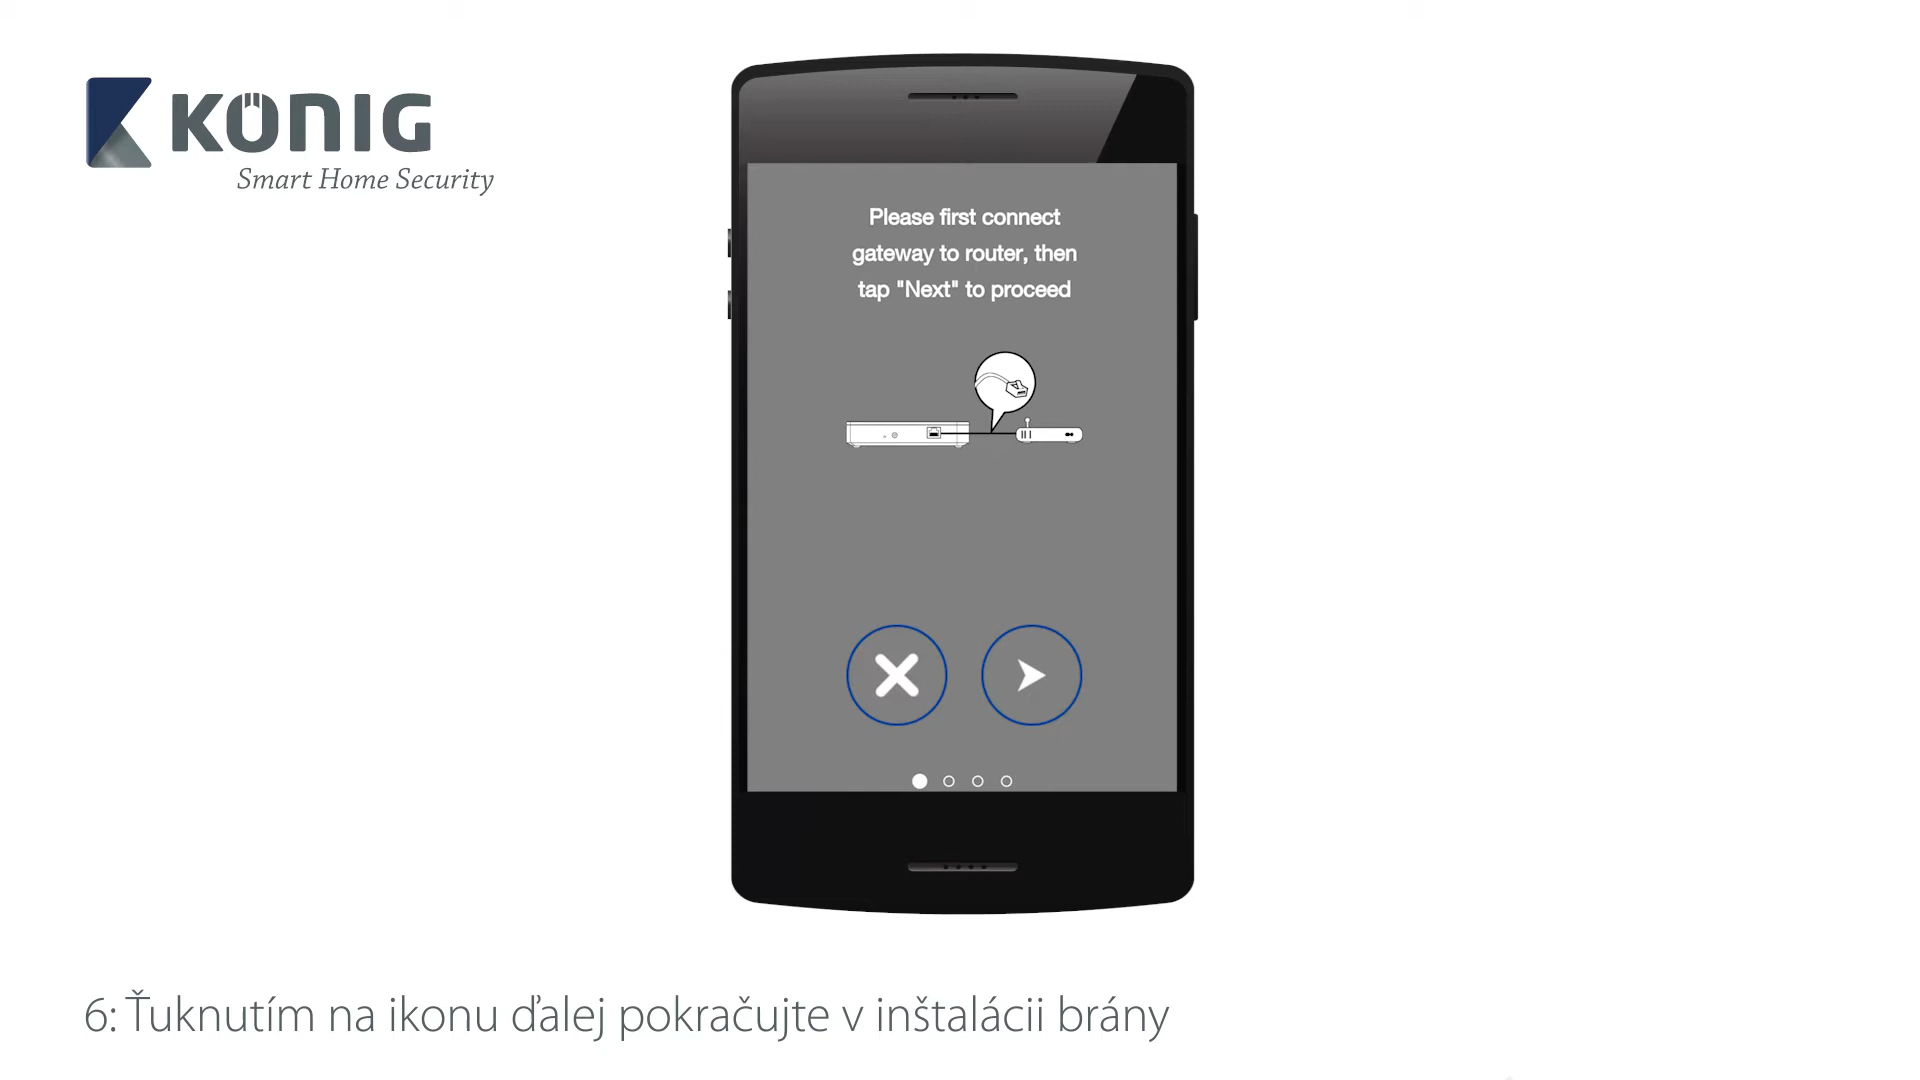 KÖNIG
Smart Home Security
Please first connect
gateway to router, then
tap "Next" to proceed
6: Ťuknutím na ikonu ďalej pokračujte v inštalácii brány